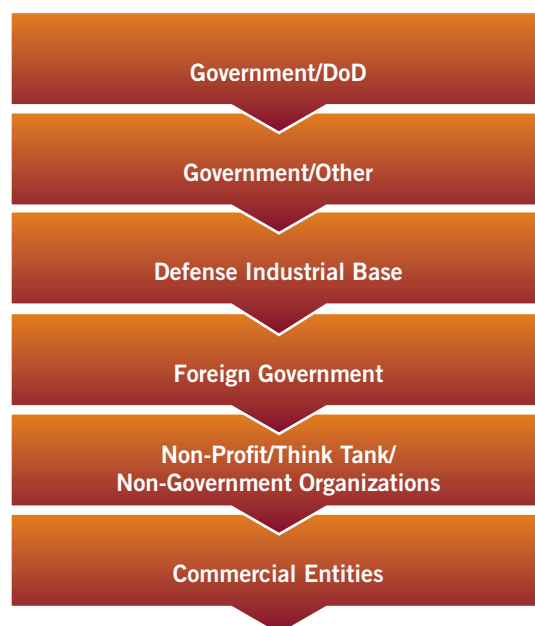 Government/DoD
Government/Other
Defense Industrial Base
Foreign Government
Non-Profit/Think Tank/
Non-Government Organizations
Commercial Entities